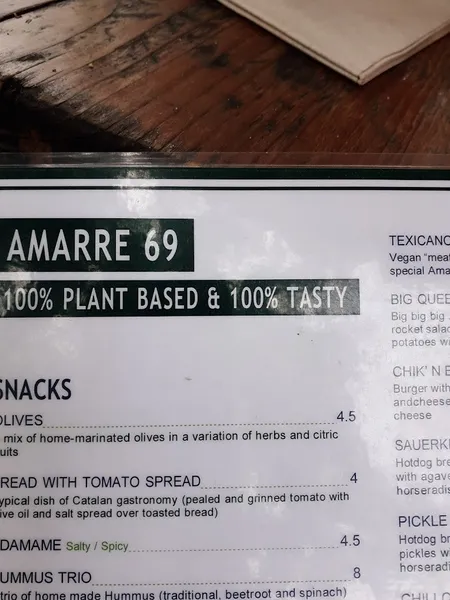 AMARRE 69
100% PLANT BASED & 100% TASTY
SNACKS
OLIVES 4.5
mix of home-marinated olives in a variation of herbs and citric
uits
READ WITH TOMATO SPREAD 4
ypical dish of Catalan gastronomy (pealed and grinned tomato with
ive oil and salt spread over toasted bread)
DAMAME Salty / Spicy 4.5
UMMUS TRIO 8
trio of home made Hummus (traditional, beetroot and spinach)
TEXICANO
Vegan "meat
special Ama
BIG QUEE
Big big big
rocket salad
potatoes wi
CHIK' N B
Burger with
andcheese
cheese
SAUERKR
Hotdog bre
with agave
horseradis
PICKLE
Hotdog br
pickles w
horseradi
CHILLO